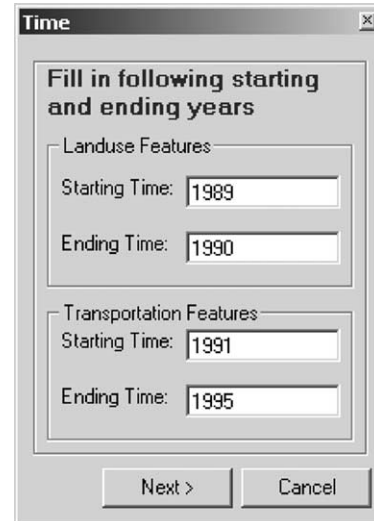 Time
Fill in following starting
and ending years
Landuse Features
Starting Time: 1989
Ending Time: 1990
Transportation Features
Starting Time: 1991
Ending Time: 1995
Next > Cancel